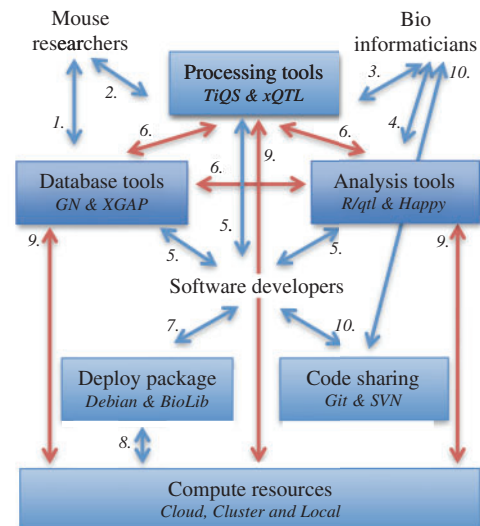 Mouse
researchers
Bio
informaticians
Processing tools
TiQS & xQTL
1.
2.
3.
4.
10.
6.
9.
6.
6.
Database tools
GN & XGAP
Analysis tools
R/qtl & Happy
9.
5.
5.
5.
9.
Software developers
7.
10.
Deploy package
Debian & BioLib
Code sharing
Git & SVN
8.
Compute resources
Cloud, Cluster and Local